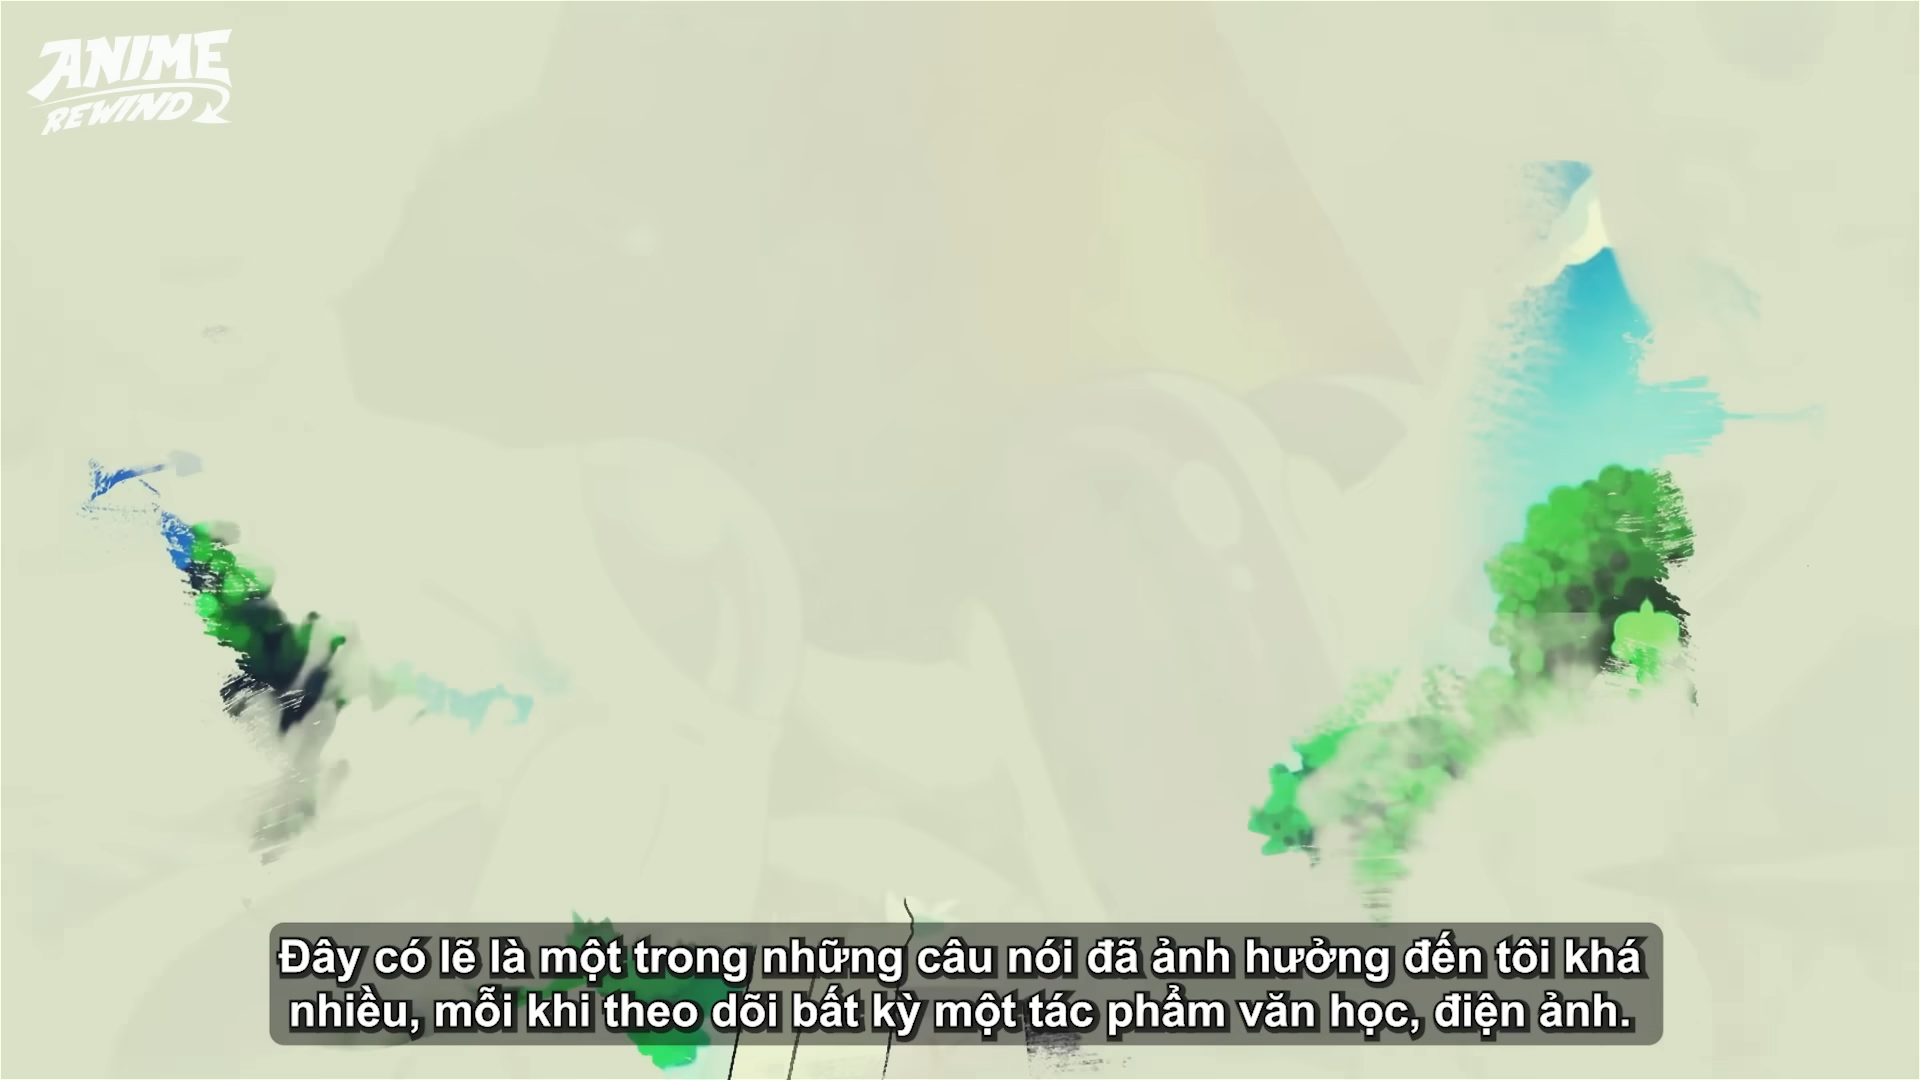 ANIME
REWIND
Đây có lẽ là một trong những câu nói đã ảnh hưởng đến tôi khá
nhiều, mỗi khi theo dõi bất kỳ một tác phẩm văn học, điện ảnh.